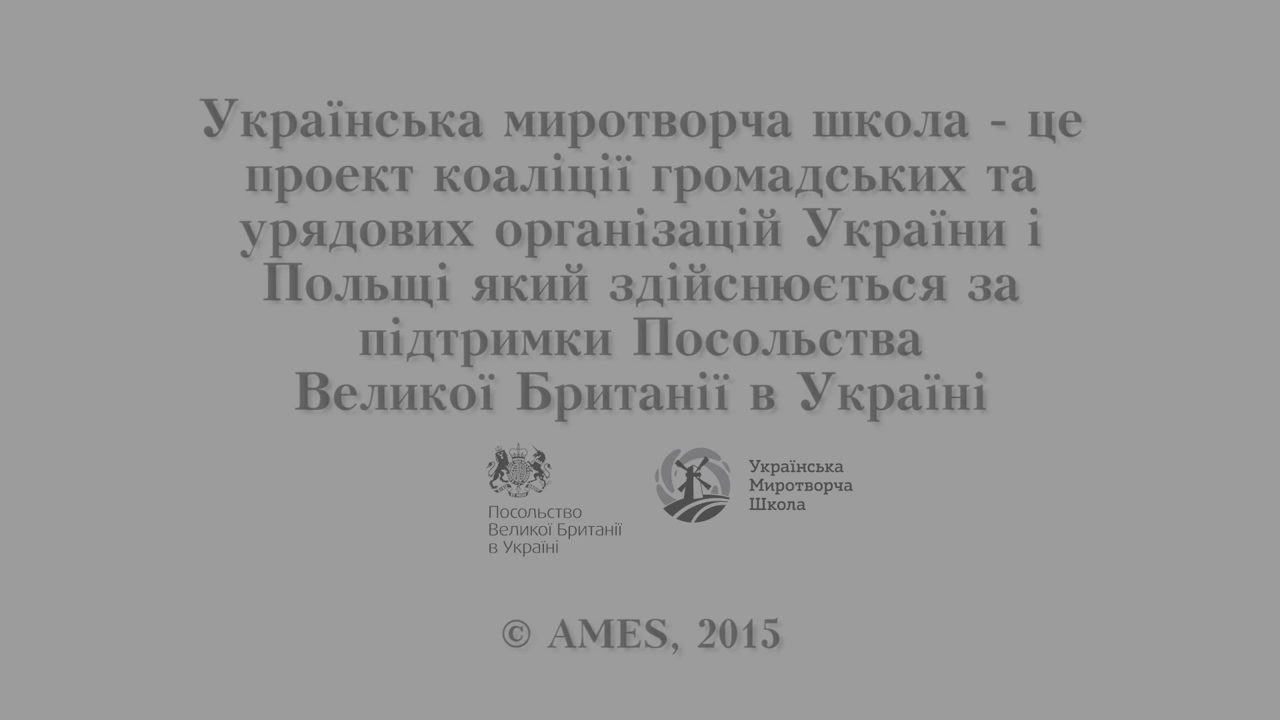 Українська миротворча школа - це
проект коаліції громадських та
урядових організацій України і
Польщі який здійснюється за
підтримки Посольства
Великої Британії в Україні
Посольство
Великої Британії
в Україні
Українська
Миротворча
Школа
© AMES, 2015